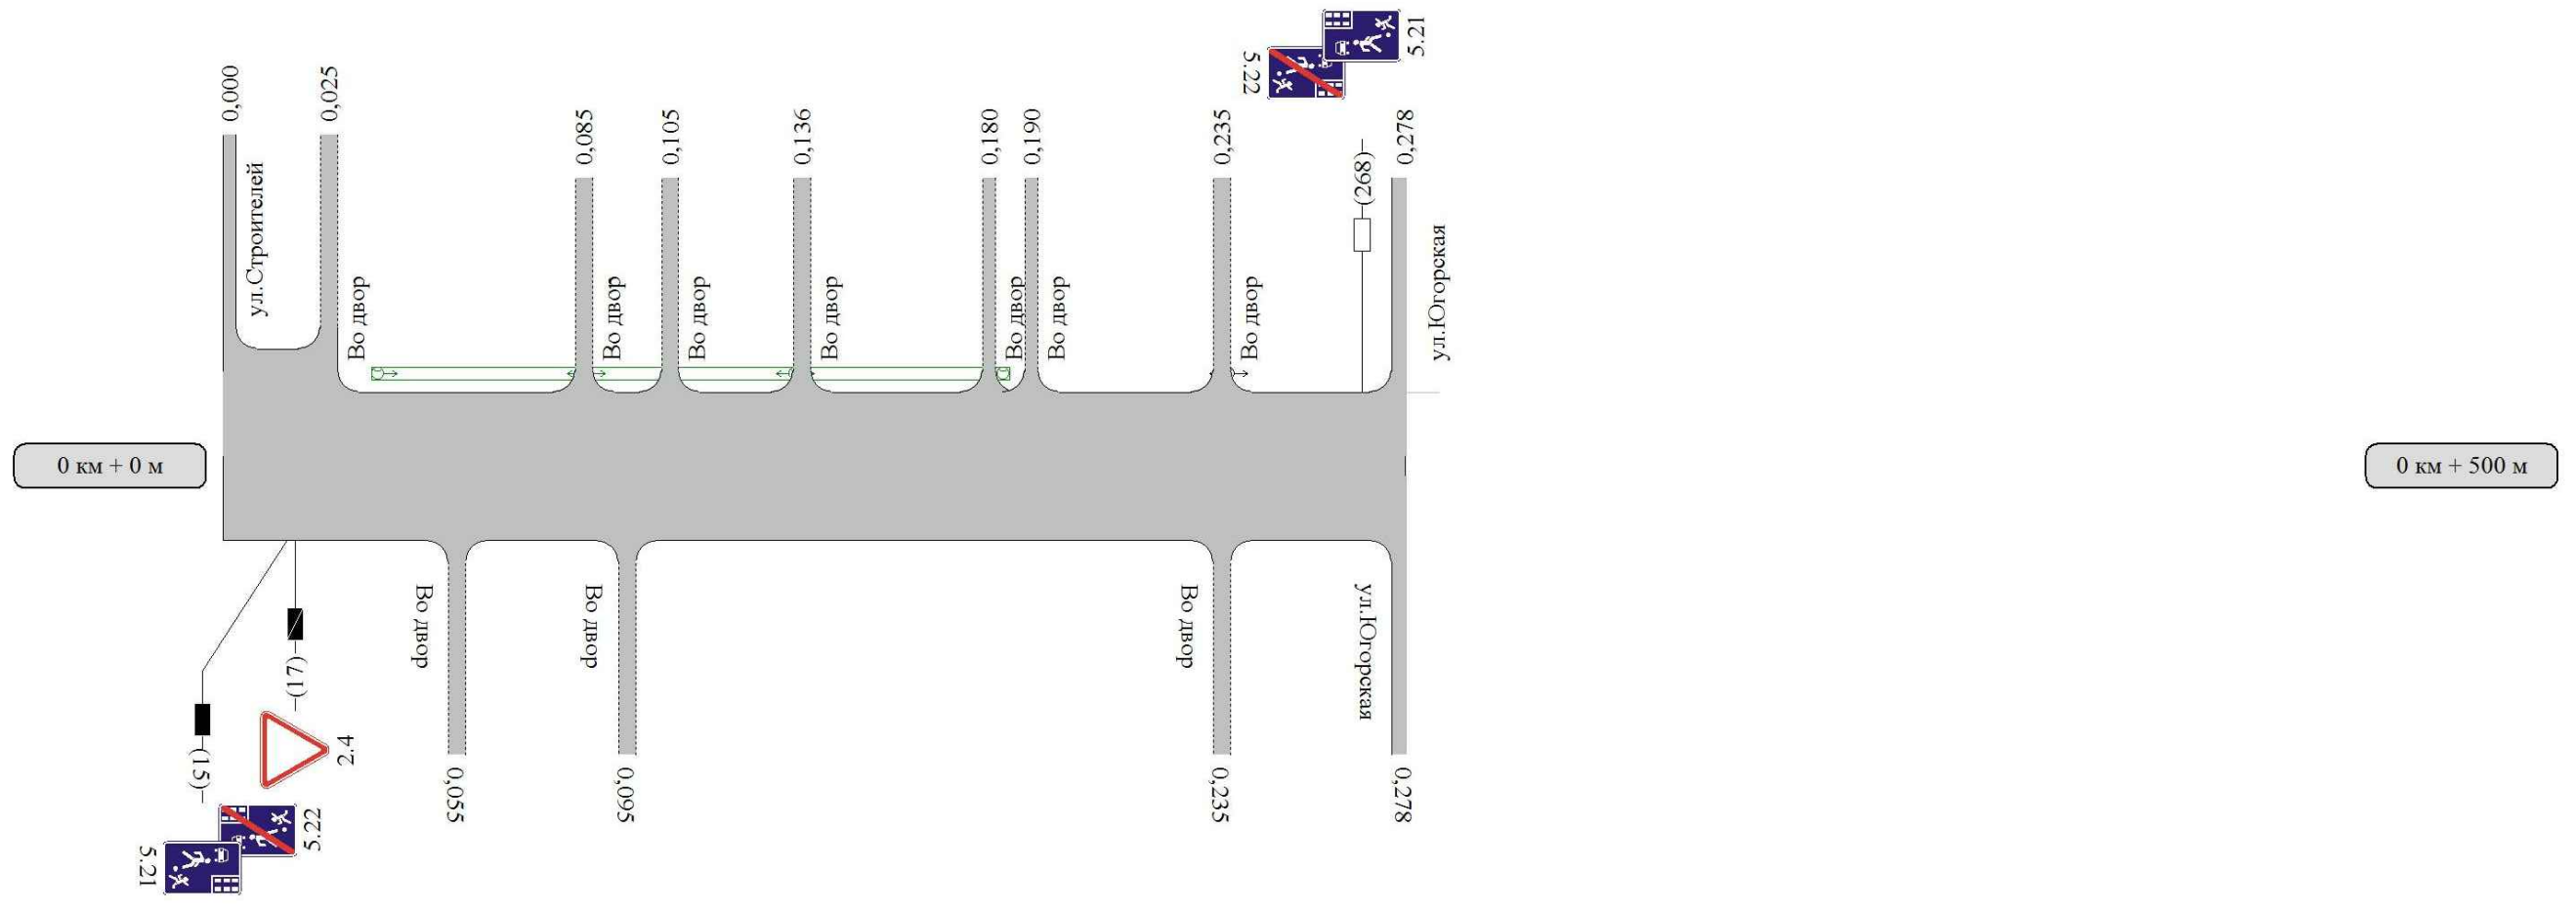 5.21
5.22
0,000
0,025
0,085
0,105
0,136
0,180
0,190
0,235
0,278
(268)
ул.Строителей
Во двор
Во двор
Во двор
Во двор
Во двор
Во двор
Во двор
ул.Югорская
0 км + 0 м
0 км + 500 м
Во двор
Во двор
Во двор
ул.Югорская
(17)
2.4
(15)
0,055
0,095
0,235
0,278
5.22
5.21